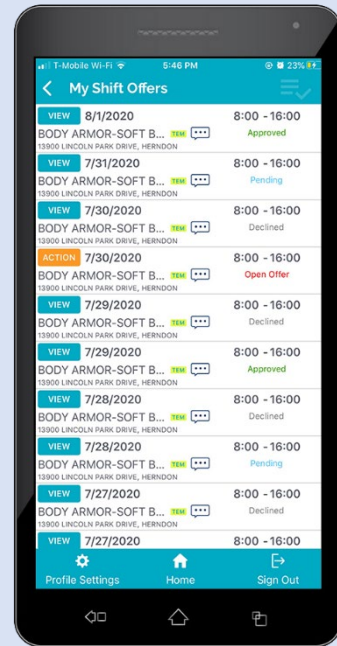 T-Mobile Wi-Fi 5:46 PM 23%
My Shift Offers
VIEW 8/1/2020 8:00 - 16:00
BODY ARMOR-SOFT B... TEM Approved
13900 LINCOLN PARK DRIVE, HERNDON
VIEW 7/31/2020 8:00 - 16:00
BODY ARMOR-SOFT B... TEM Pending
13900 LINCOLN PARK DRIVE, HERNDON
VIEW 7/30/2020 8:00 - 16:00
BODY ARMOR-SOFT B... TEM Declined
13900 LINCOLN PARK DRIVE, HERNDON
ACTION 7/30/2020 8:00 - 16:00
BODY ARMOR-SOFT B... TEM Open Offer
13900 LINCOLN PARK DRIVE, HERNDON
VIEW 7/29/2020 8:00 - 16:00
BODY ARMOR-SOFT B... TEM Declined
13900 LINCOLN PARK DRIVE, HERNDON
VIEW 7/29/2020 8:00 - 16:00
BODY ARMOR-SOFT B... TEM Approved
13900 LINCOLN PARK DRIVE, HERNDON
VIEW 7/28/2020 8:00 - 16:00
BODY ARMOR-SOFT B... TEM Declined
13900 LINCOLN PARK DRIVE, HERNDON
VIEW 7/28/2020 8:00 - 16:00
BODY ARMOR-SOFT B... TEM Pending
13900 LINCOLN PARK DRIVE, HERNDON
VIEW 7/27/2020 8:00 - 16:00
BODY ARMOR-SOFT B... TEM Declined
13900 LINCOLN PARK DRIVE, HERNDON
VIEW 7/27/2020 8:00 - 16:00
Profile Settings Home Sign Out